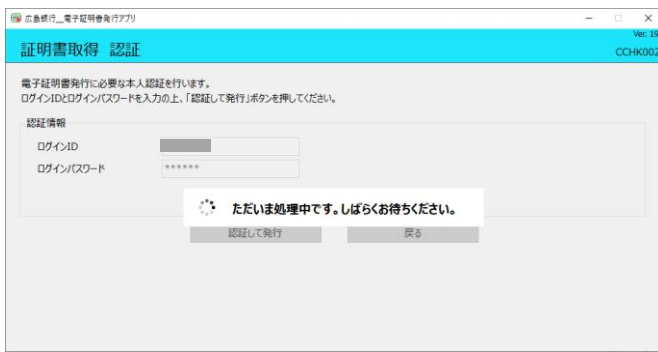 広島銀行__電子証明書発行アプリ
Ver. 19
証明書取得 認証
CCHK002
電子証明書発行に必要な本人認証を行います。
ログインIDとログインパスワードを入力の上、「認証して発行」ボタンを押してください。
認証情報
ログインID
ログインパスワード
******
ただいま処理中です。しばらくお待ちください。
認証して発行
戻る